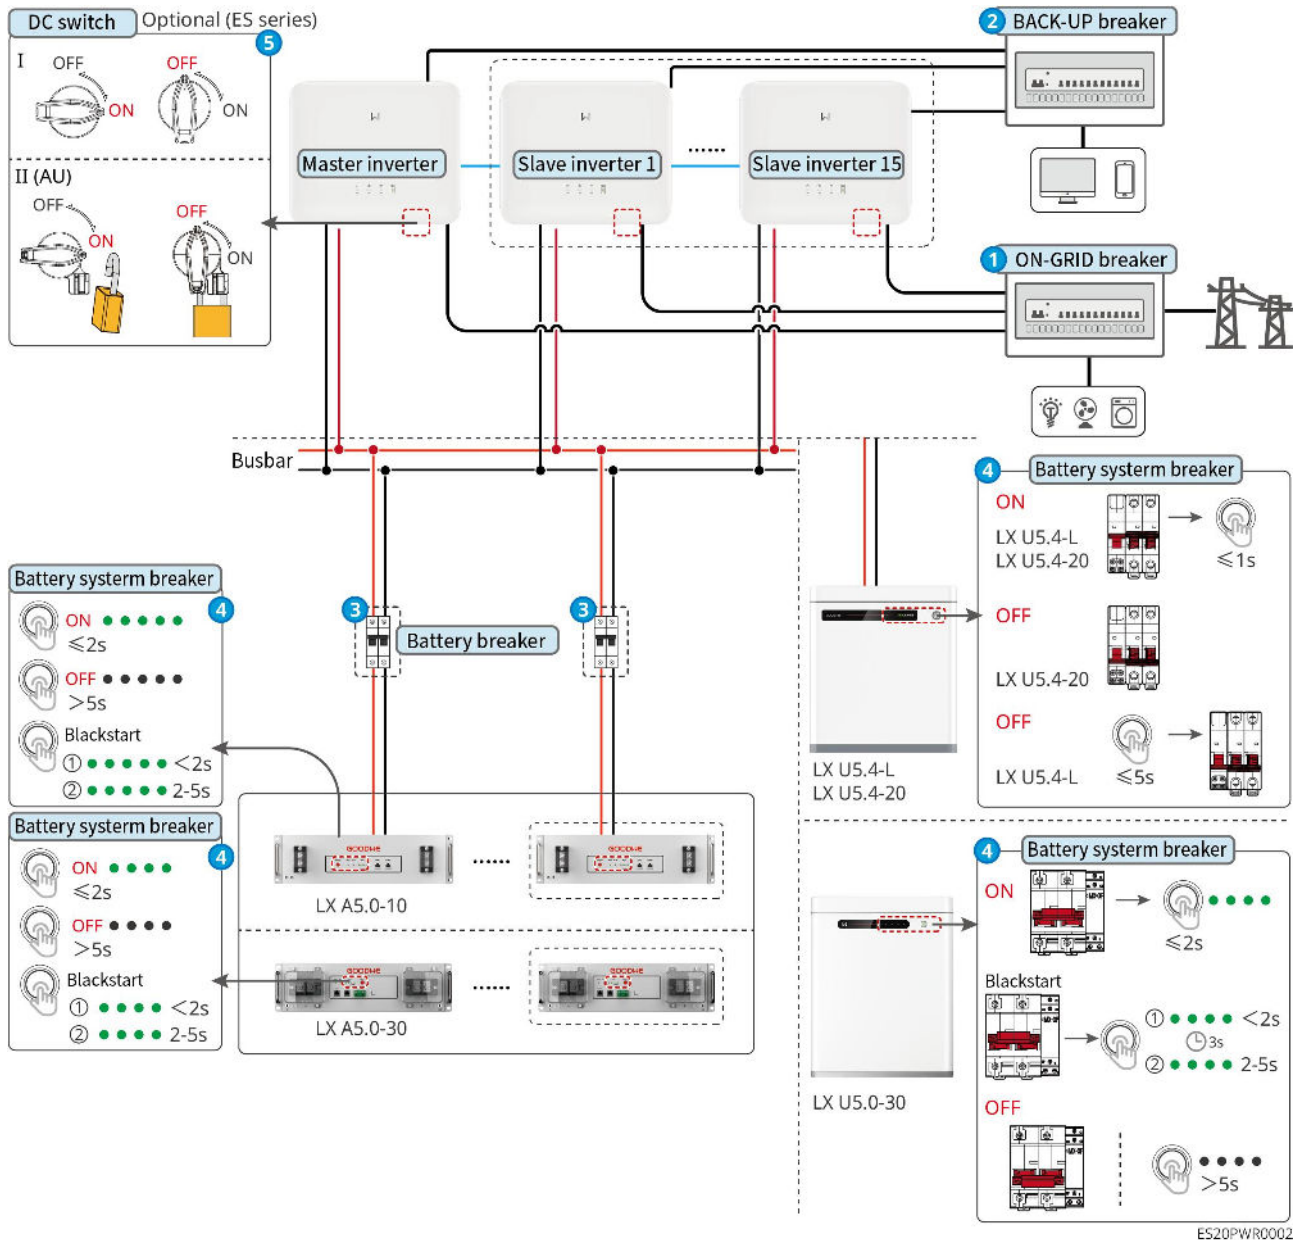 DC switch Optional (ES series)
5
I OFF ON OFF ON
II (AU)
OFF ON OFF ON
Master inverter
Slave inverter 1
......
Slave inverter 15
2 BACK-UP breaker
1 ON-GRID breaker
Busbar
Battery systerm breaker
4
ON
≤2s
OFF
>5s
Blackstart
① <2s
② 2-5s
3
Battery breaker
3
Battery systerm breaker
4
ON
≤2s
OFF
>5s
Blackstart
① <2s
② 2-5s
GOODWE
......
GOODWE
LX A5.0-10
GOODWE
......
GOODWE
LX A5.0-30
LX U5.4-L
LX U5.4-20
4 Battery systerm breaker
ON
LX U5.4-L
LX U5.4-20
≤1s
OFF
LX U5.4-20
OFF
LX U5.4-L
≤5s
LX U5.0-30
4 Battery systerm breaker
ON
≤2s
Blackstart
① <2s
3s
② 2-5s
OFF
>5s
ES20PWR0002